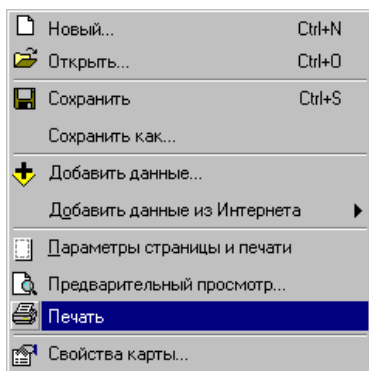 Новый... Ctrl+N
Открыть... Ctrl+O
Сохранить Ctrl+S
Сохранить как...
Добавить данные...
Добавить данные из Интернета
Параметры страницы и печати
Предварительный просмотр...
Печать
Свойства карты...